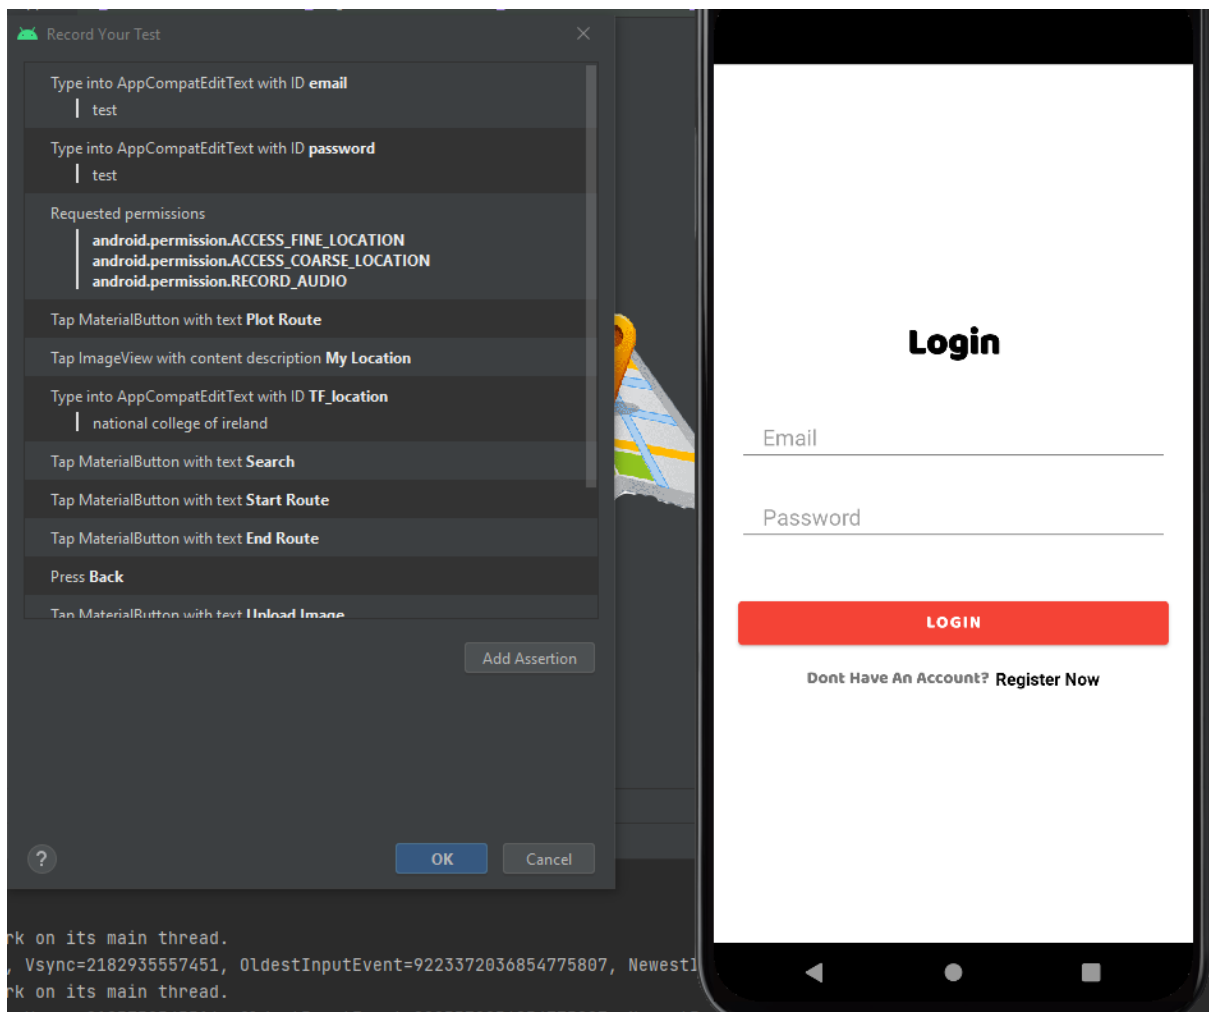 Record Your Test
Type into AppCompatEditText with ID email
test
Type into AppCompatEditText with ID password
test
Requested permissions
android.permission.ACCESS_FINE_LOCATION
android.permission.ACCESS_COARSE_LOCATION
android.permission.RECORD_AUDIO
Tap MaterialButton with text Plot Route
Tap ImageView with content description My Location
Type into AppCompatEditText with ID TF_location
national college of ireland
Tap MaterialButton with text Search
Tap MaterialButton with text Start Route
Tap MaterialButton with text End Route
Press Back
Tap MaterialButton with text Upload Image
Add Assertion
?
OK
Cancel
rk on its main thread.
, Vsync=2182935557451, OldestInputEvent=9223372036854775807, NewestI
rk on its main thread.
Login
Email
Password
LOGIN
Dont Have An Account? Register Now